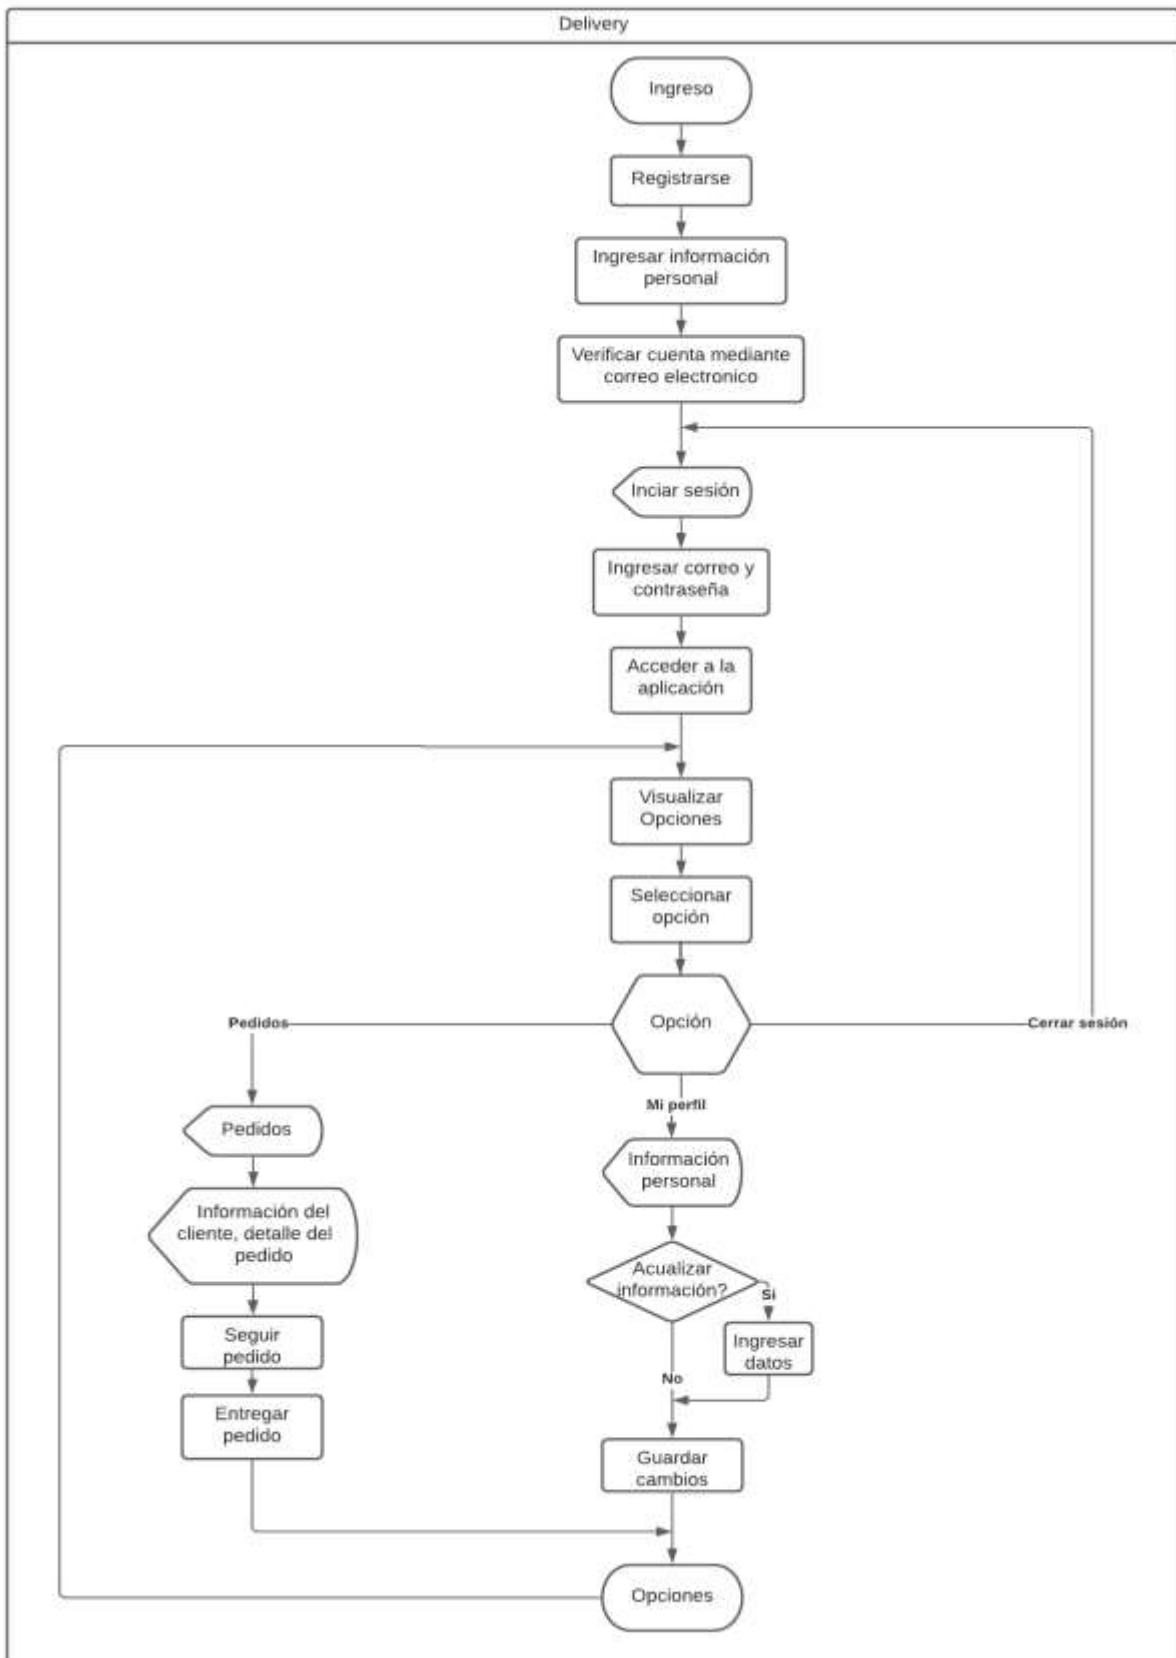 Delivery
Ingreso
Registrarse
Ingresar información
personal
Verificar cuenta mediante
correo electronico
Inciar sesión
Ingresar correo y
contraseña
Acceder a la
aplicación
Visualizar
Opciones
Seleccionar
opción
Opción
Pedidos
Cerrar sesión
Mi perfil
Pedidos
Información del
cliente, detalle del
pedido
Seguir
pedido
Entregar
pedido
Información
personal
Acualizar
información?
Si
Ingresar
datos
No
Guardar
cambios
Opciones